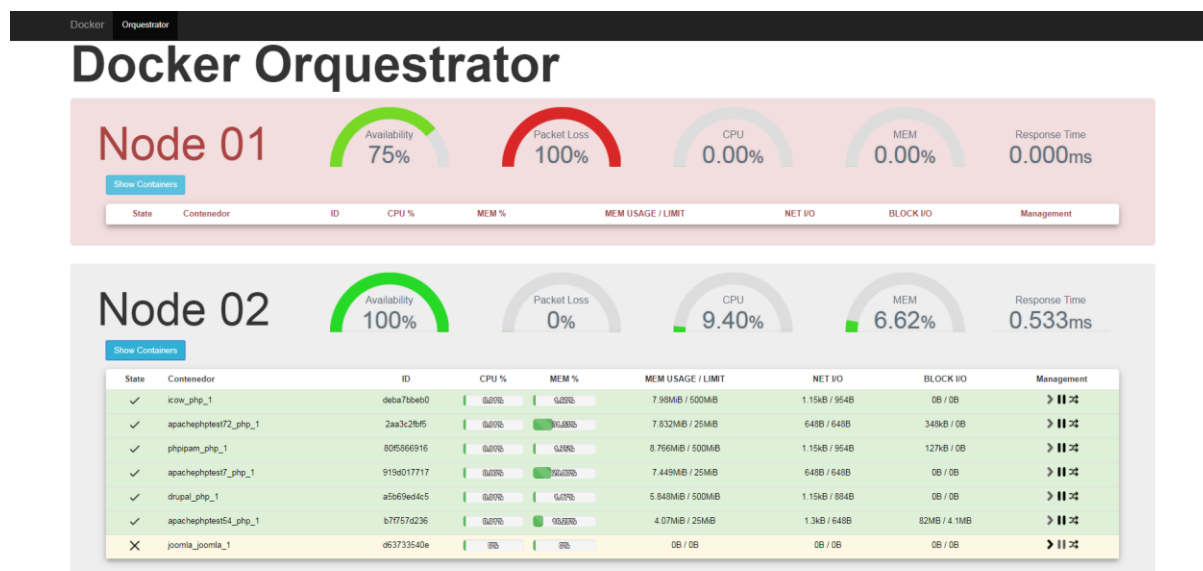 Docker Orquestrator
Docker Orquestrator
Node 01
Availability
75%
Packet Loss
100%
CPU
0.00%
MEM
0.00%
Response Time
0.000ms
Show Containers
State Contenedor ID CPU % MEM % MEM USAGE / LIMIT NET I/O BLOCK I/O Management
Node 02
Availability
100%
Packet Loss
0%
CPU
9.40%
MEM
6.62%
Response Time
0.533ms
Show Containers
State Contenedor ID CPU % MEM % MEM USAGE / LIMIT NET I/O BLOCK I/O Management
icow_php_1 deba7bbeb0 7.98MiB / 500MiB 1.15kB / 954B 0B / 0B
apachephptest72_php_1 2aa3c2fbf5 7.832MiB / 25MiB 648B / 648B 348kB / 0B
phpipam_php_1 80f5866916 8.766MiB / 500MiB 1.15kB / 954B 127kB / 0B
apachephptest7_php_1 919d017717 7.449MiB / 25MiB 648B / 648B 0B / 0B
drupal_php_1 a5b69ed4c5 5.848MiB / 500MiB 1.15kB / 884B 0B / 0B
apachephptest54_php_1 b7f757d236 4.07MiB / 25MiB 1.3kB / 648B 82MB / 4.1MB
joomla_joomla_1 d63733540e 0% 0% 0B / 0B 0B / 0B 0B / 0B